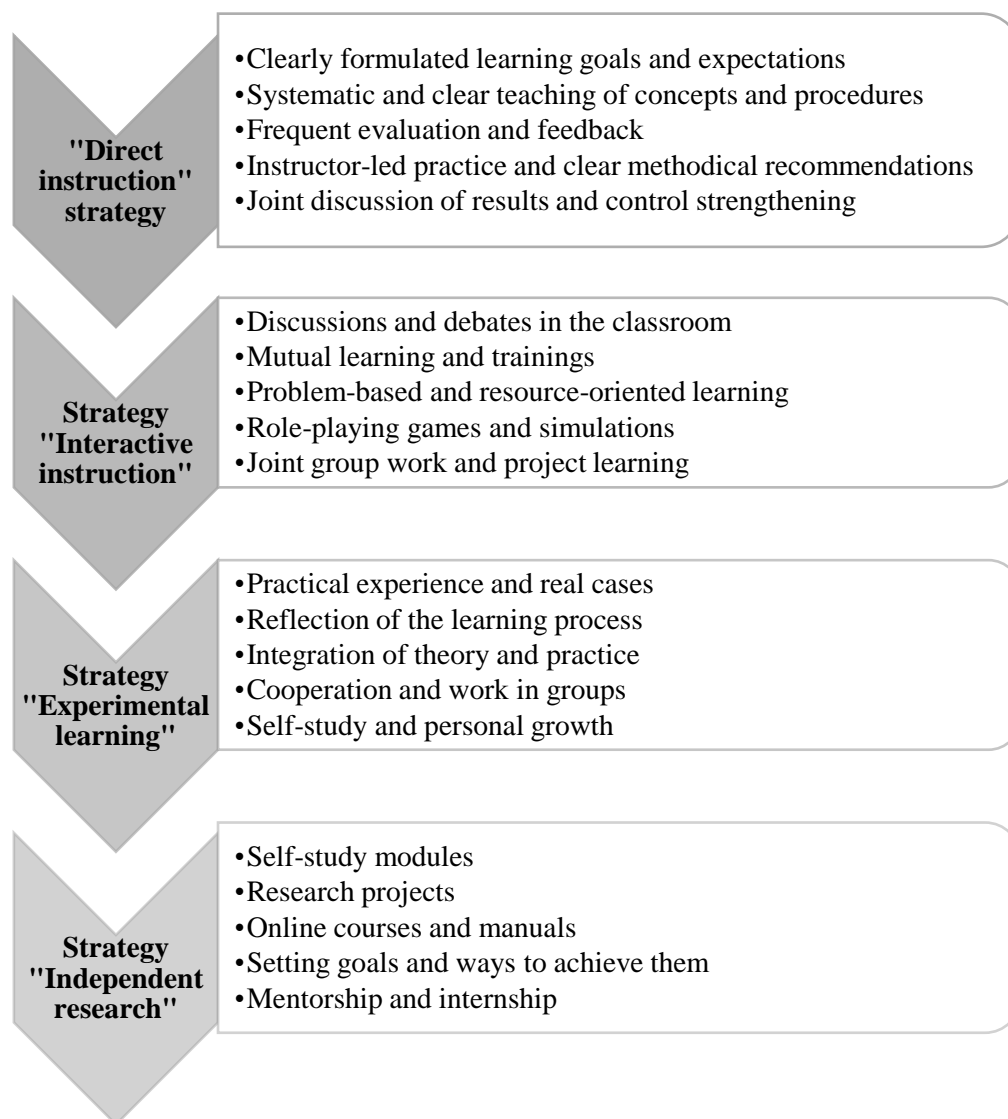 "Direct
instruction"
strategy
•Clearly formulated learning goals and expectations
•Systematic and clear teaching of concepts and procedures
•Frequent evaluation and feedback
•Instructor-led practice and clear methodical recommendations
•Joint discussion of results and control strengthening
Strategy
"Interactive
instruction"
•Discussions and debates in the classroom
•Mutual learning and trainings
•Problem-based and resource-oriented learning
•Role-playing games and simulations
•Joint group work and project learning
Strategy
"Experimental
learning"
•Practical experience and real cases
•Reflection of the learning process
•Integration of theory and practice
•Cooperation and work in groups
•Self-study and personal growth
Strategy
"Independent
research"
•Self-study modules
•Research projects
•Online courses and manuals
•Setting goals and ways to achieve them
•Mentorship and internship